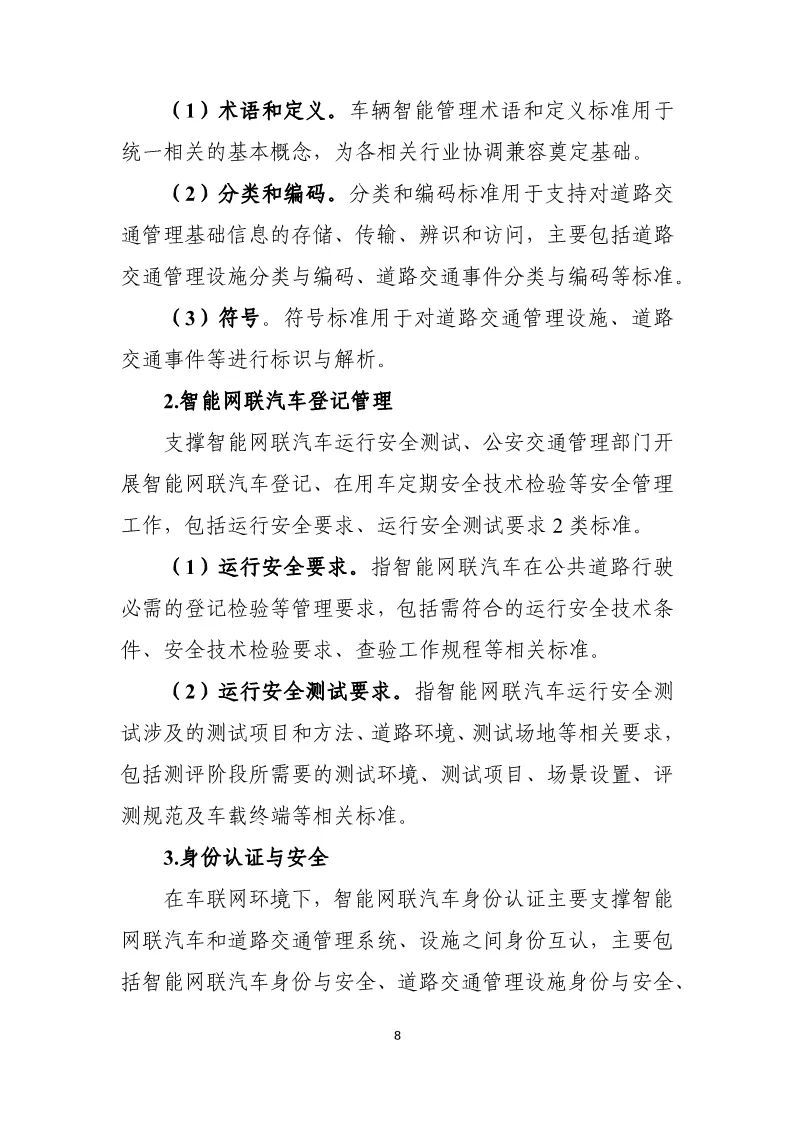 （1）术语和定义。车辆智能管理术语和定义标准用于
统一相关的基本概念，为各相关行业协调兼容奠定基础。
（2）分类和编码。分类和编码标准用于支持对道路交
通管理基础信息的存储、传输、辨识和访问，主要包括道路
交通管理设施分类与编码、道路交通事件分类与编码等标准。
（3）符号。符号标准用于对道路交通管理设施、道路
交通事件等进行标识与解析。
2.智能网联汽车登记管理
支撑智能网联汽车运行安全测试、公安交通管理部门开
展智能网联汽车登记、在用车定期安全技术检验等安全管理
工作，包括运行安全要求、运行安全测试要求 2 类标准。
（1）运行安全要求。指智能网联汽车在公共道路行驶
必需的登记检验等管理要求，包括需符合的运行安全技术条
件、安全技术检验要求、查验工作规程等相关标准。
（2）运行安全测试要求。指智能网联汽车运行安全测
试涉及的测试项目和方法、道路环境、测试场地等相关要求，
包括测评阶段所需要的测试环境、测试项目、场景设置、评
测规范及车载终端等相关标准。
3.身份认证与安全
在车联网环境下，智能网联汽车身份认证主要支撑智能
网联汽车和道路交通管理系统、设施之间身份互认，主要包
括智能网联汽车身份与安全、道路交通管理设施身份与安全、
8